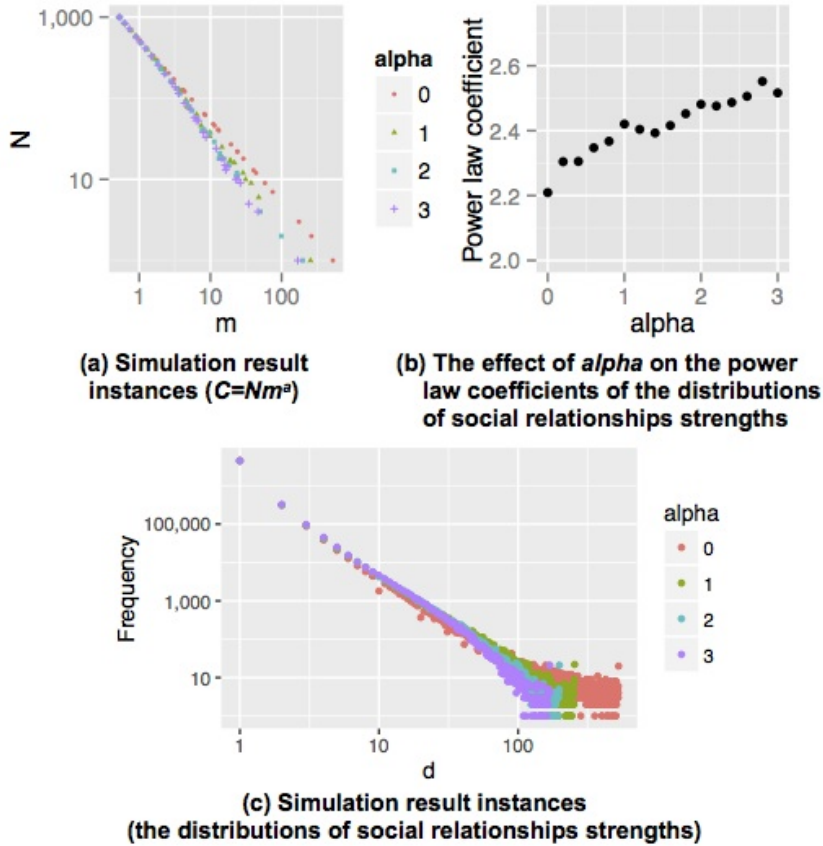 1,000
10
N
1
10
100
m
alpha
0
1
2
3
2.6
2.4
2.2
2.0
Power law coefficient
0
1
2
3
alpha
(a) Simulation result
instances (C=Nmᵃ)
(b) The effect of alpha on the power
law coefficients of the distributions
of social relationships strengths
100,000
1,000
10
Frequency
1
10
100
d
alpha
0
1
2
3
(c) Simulation result instances
(the distributions of social relationships strengths)